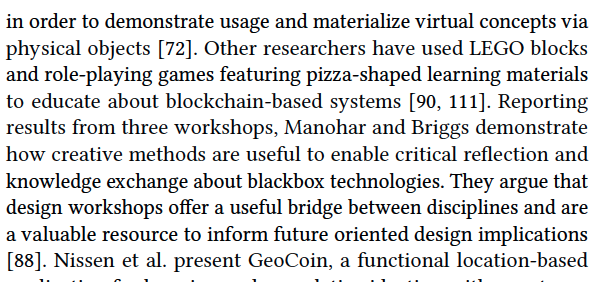 in order to demonstrate usage and materialize virtual concepts via
physical objects [72]. Other researchers have used LEGO blocks
and role-playing games featuring pizza-shaped learning materials
to educate about blockchain-based systems [90, 111]. Reporting
results from three workshops, Manohar and Briggs demonstrate
how creative methods are useful to enable critical reflection and
knowledge exchange about blackbox technologies. They argue that
design workshops offer a useful bridge between disciplines and are
a valuable resource to inform future oriented design implications
[88]. Nissen et al. present GeoCoin, a functional location-based